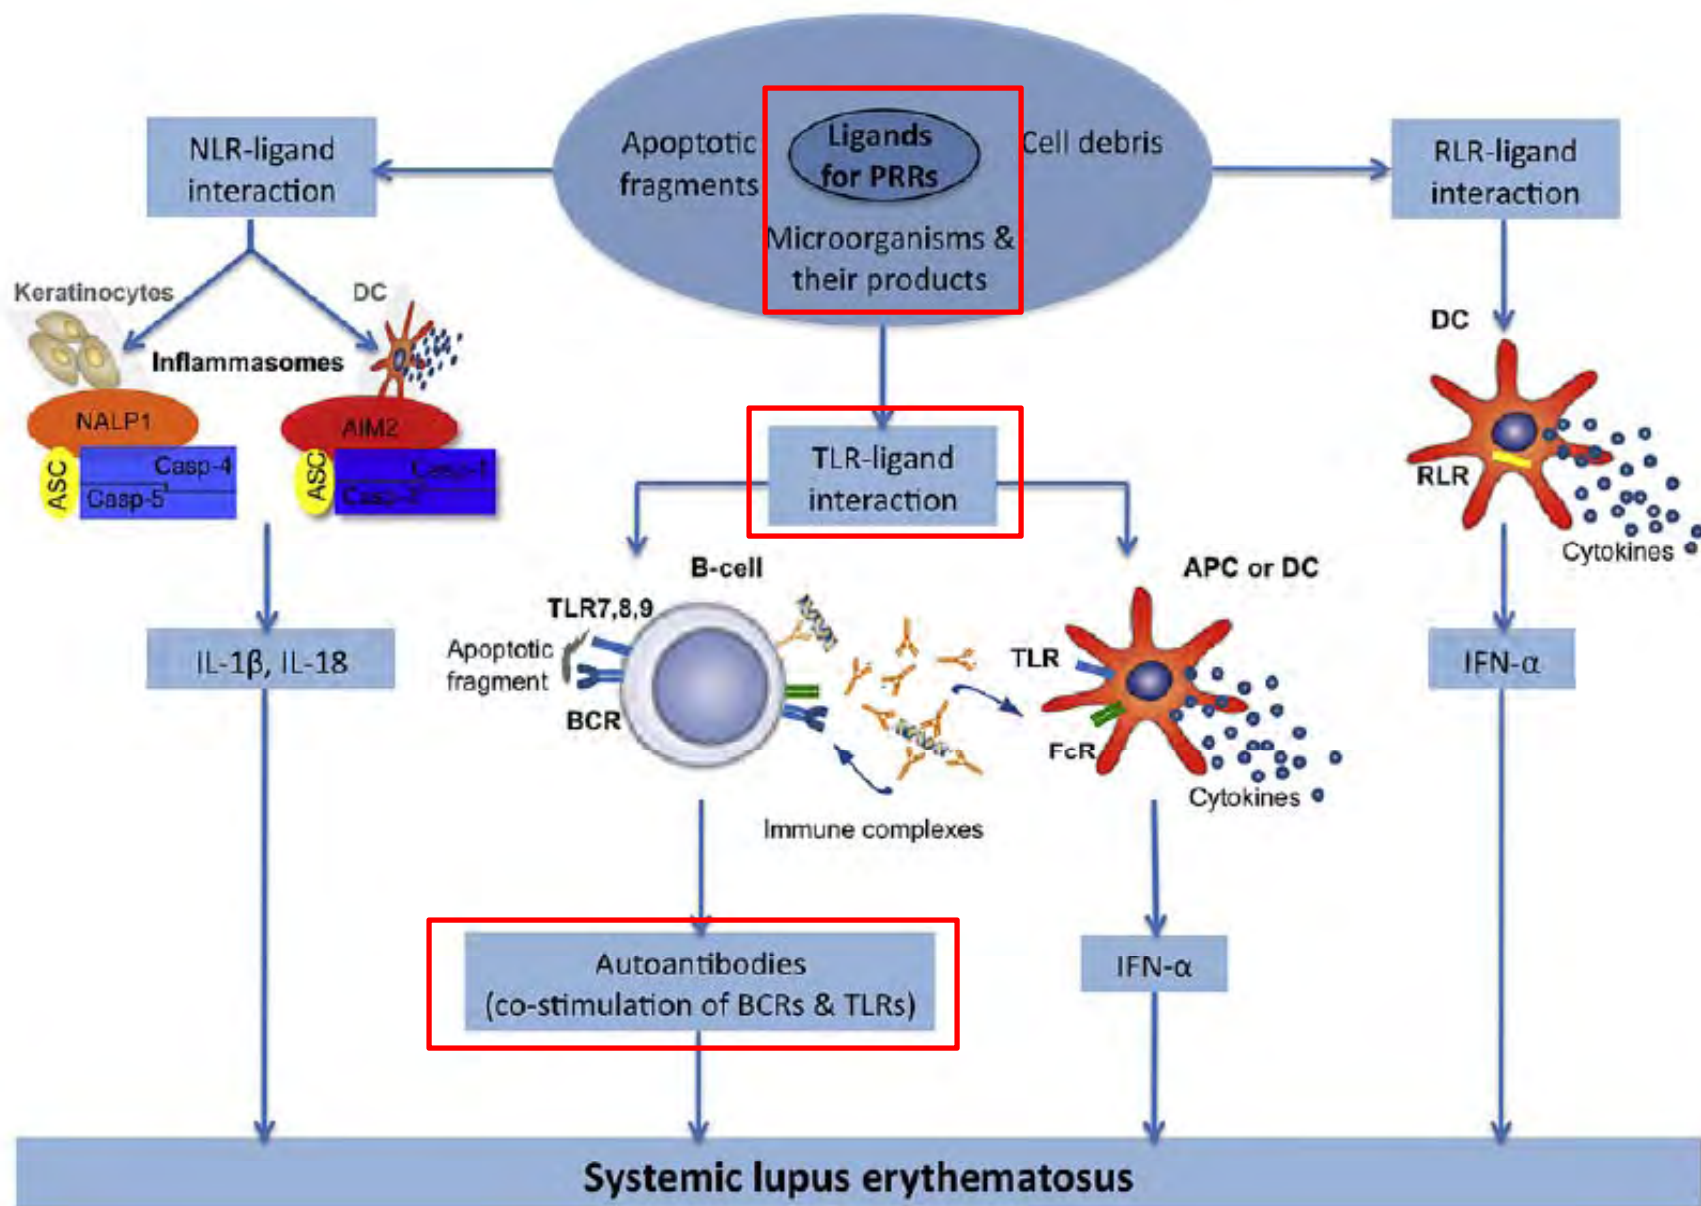 Ligands
for PRRs
Apoptotic
fragments
Cell debris
Microorganisms &
their products
NLR-ligand
interaction
RLR-ligand
interaction
Keratinocytes
DC
Inflammasomes
NALP1
AIM2
ASC
Casp-4
Casp-5
ASC
Casp-1
DC
RLR
Cytokines
TLR-ligand
interaction
B-cell
APC or DC
TLR7,8,9
Apoptotic
fragment
BCR
TLR
FcR
Cytokines
Immune complexes
IL-1β, IL-18
IFN-α
Autoantibodies
(co-stimulation of BCRs & TLRs)
IFN-α
Systemic lupus erythematosus